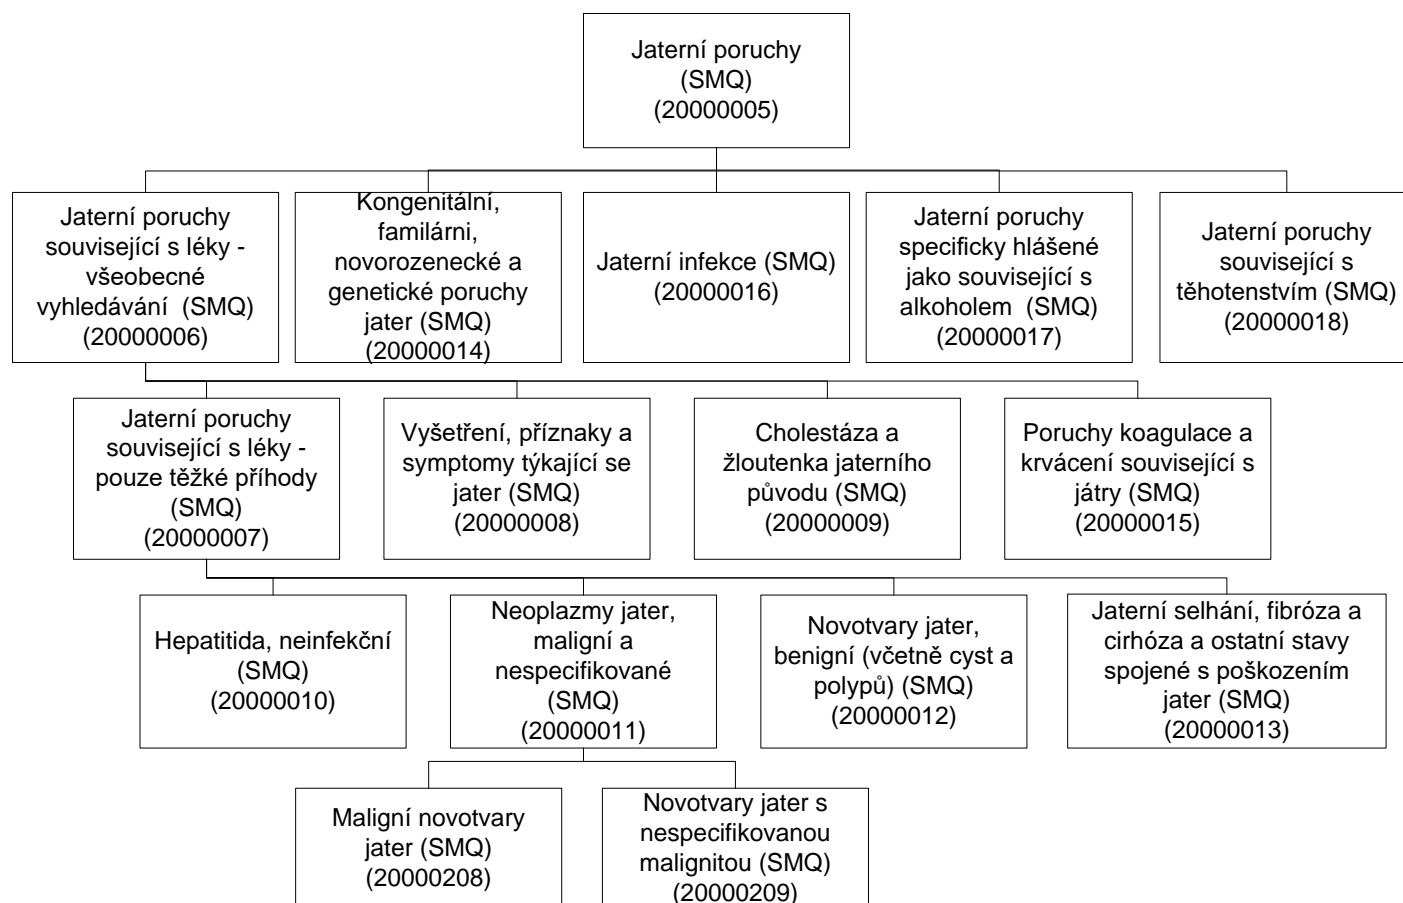 Jaterní poruchy
(SMQ)
(20000005)
Jaterní poruchy
související s léky -
všeobecné
vyhledávání  (SMQ)
(20000006)
Kongenitální,
familárni,
novorozenecké a
genetické poruchy
jater (SMQ)
(20000014)
Jaterní infekce (SMQ)
(20000016)
Jaterní poruchy
specificky hlášené
jako související s
alkoholem  (SMQ)
(20000017)
Jaterní poruchy
související s
těhotenstvím (SMQ)
(20000018)
Jaterní poruchy
související s léky -
pouze těžké příhody
(SMQ)
(20000007)
Vyšetření, příznaky a
symptomy týkající se
jater (SMQ)
(20000008)
Cholestáza a
žloutenka jaterního
původu (SMQ)
(20000009)
Poruchy koagulace a
krvácení související s
játry (SMQ)
(20000015)
Hepatitida, neinfekční
(SMQ)
(20000010)
Neoplazmy jater,
maligní a
nespecifikované
(SMQ)
(20000011)
Novotvary jater,
benigní (včetně cyst a
polypů) (SMQ)
(20000012)
Jaterní selhání, fibróza a
cirhóza a ostatní stavy
spojené s poškozením
jater (SMQ)
(20000013)
Maligní novotvary
jater (SMQ)
(20000208)
Novotvary jater s
nespecifikovanou
malignitou (SMQ)
(20000209)